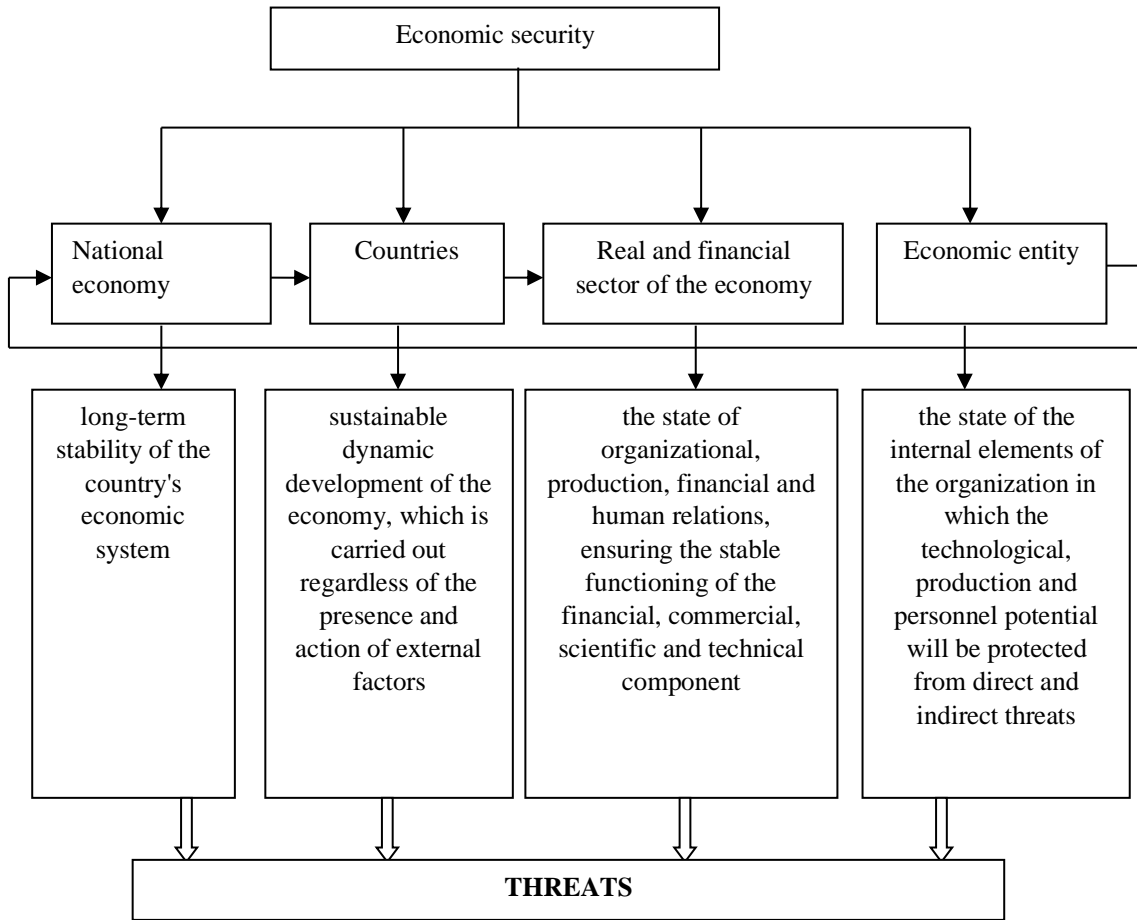 Economic security
National
economy
Countries
Real and financial
sector of the economy
Economic entity
long-term
stability of the
country's
economic
system
sustainable
dynamic
development of the
economy, which is
carried out
regardless of the
presence and
action of external
factors
the state of
organizational,
production, financial and
human relations,
ensuring the stable
functioning of the
financial, commercial,
scientific and technical
component
the state of the
internal elements of
the organization in
which the
technological,
production and
personnel potential
will be protected
from direct and
indirect threats
THREATS